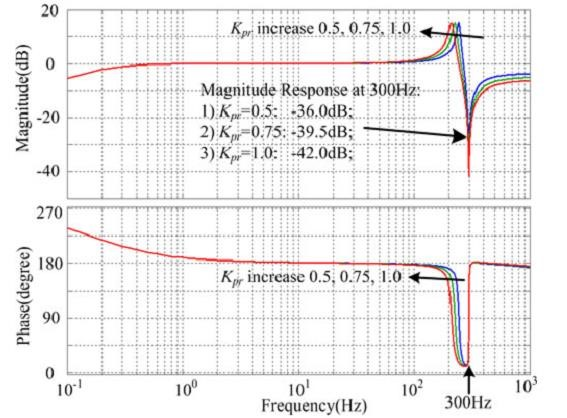 20
0
-20
-40
Magnitude(dB)
Kpr increase 0.5, 0.75, 1.0
Magnitude Response at 300Hz:
1) Kpr=0.5: -36.0dB;
2) Kpr=0.75: -39.5dB;
3) Kpr=1.0: -42.0dB;
270
180
90
0
Phase(degree)
Kpr increase 0.5, 0.75, 1.0
10-1 100 101 102 103
300Hz
Frequency(Hz)